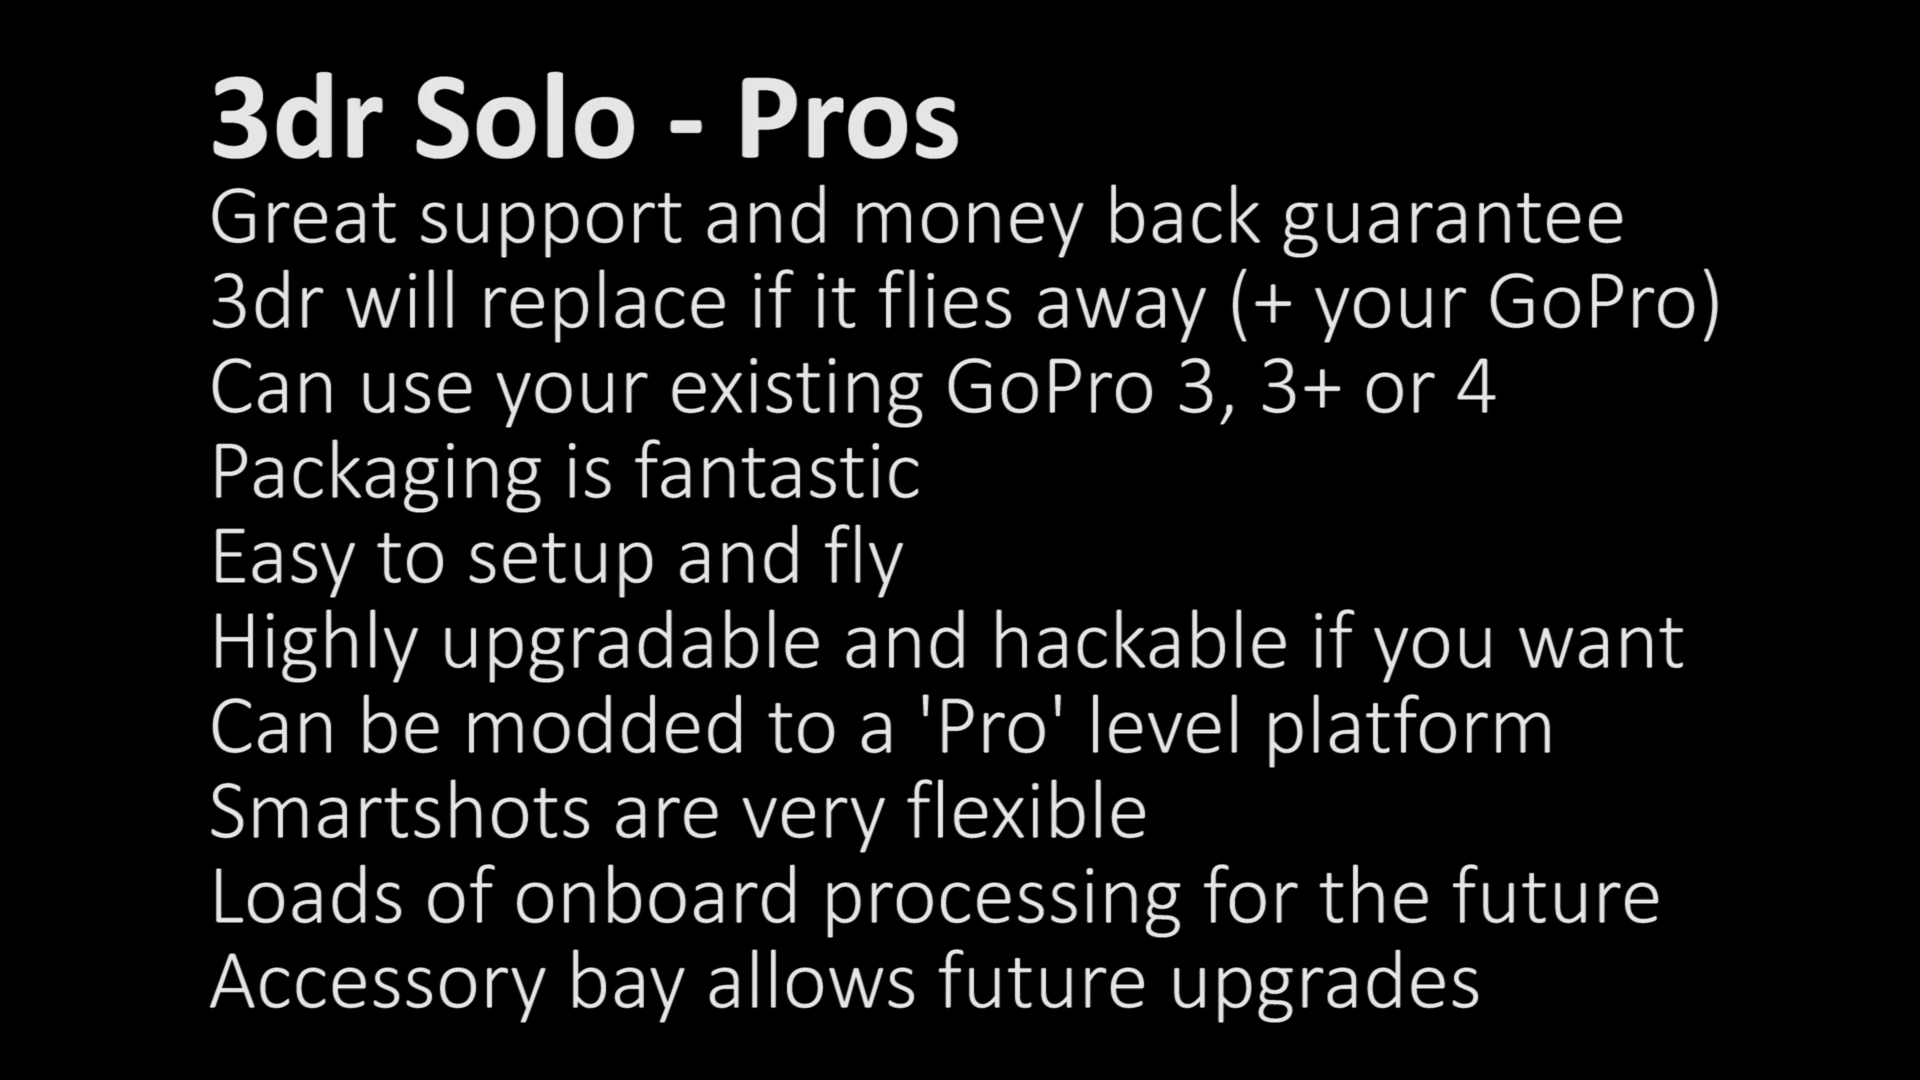 3dr Solo - Pros
Great support and money back guarantee
3dr will replace if it flies away (+ your GoPro)
Can use your existing GoPro 3, 3+ or 4
Packaging is fantastic
Easy to setup and fly
Highly upgradable and hackable if you want
Can be modded to a 'Pro' level platform
Smartshots are very flexible
Loads of onboard processing for the future
Accessory bay allows future upgrades